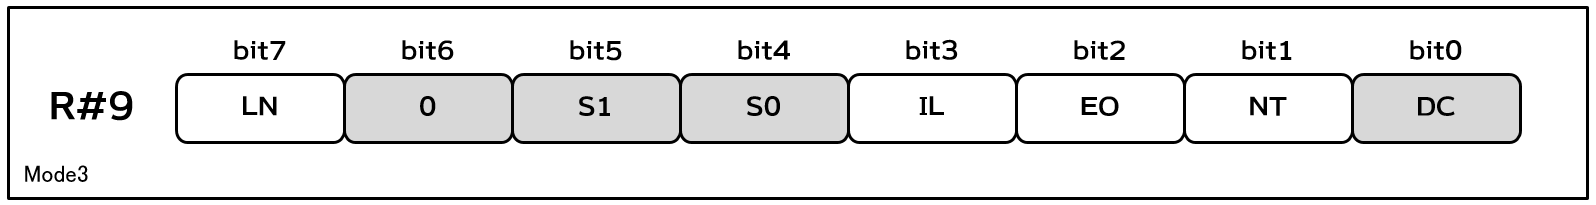 bit7 bit6 bit5 bit4 bit3 bit2 bit1 bit0
R#9 LN 0 S1 S0 IL EO NT DC
Mode3